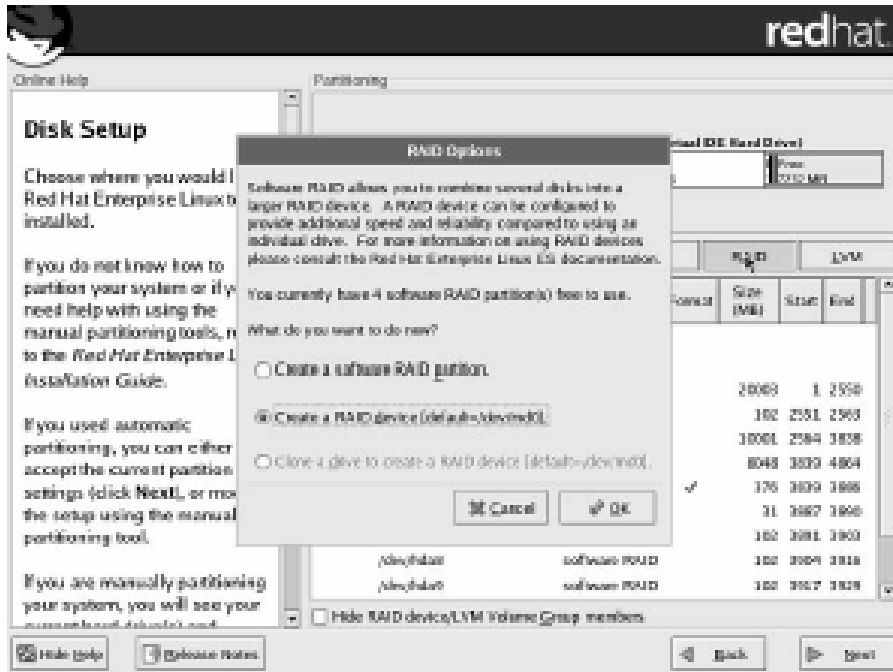 redhat.
Online Help
Partitioning
Disk Setup
Choose where you would l
Red Hat Enterprise Linux to
installed.
If you do not know how to
partition your system or if y
need help with using the
manual partitioning tools, r
to the Red Hat Enterprise L
Installation Guide.
If you used automatic
partitioning, you can either
accept the current partition
settings (click Next), or mo
the setup using the manual
partitioning tool.
If you are manually partitioning
your system, you will see your
current hard drive(s) and
RAID Options
Software RAID allows you to combine several disks into a
larger RAID device. A RAID device can be configured to
provide additional speed and reliability compared to using an
individual drive. For more information on using RAID devices
please consult the Red Hat Enterprise Linux ES documentation.
You currently have 4 software RAID partition(s) free to use.
What do you want to do now?
Create a software RAID partition.
Create a RAID device [default=/dev/md0].
Clone a drive to create a RAID device [default=/dev/md0].
Cancel
OK
IDE Hard Drive)
Free
RAID
LVM
Format
Size (MB)
Start
End
20003 1 2550
102 2551 2563
10001 2564 3838
8048 3839 4864
31 3887 3890
102 3891 3903
/dev/hda8 software RAID 102 3904 3916
/dev/hda9 software RAID 102 3917 3929
Hide RAID device/LVM Volume Group members
Hide Help
Release Notes
Back
Next